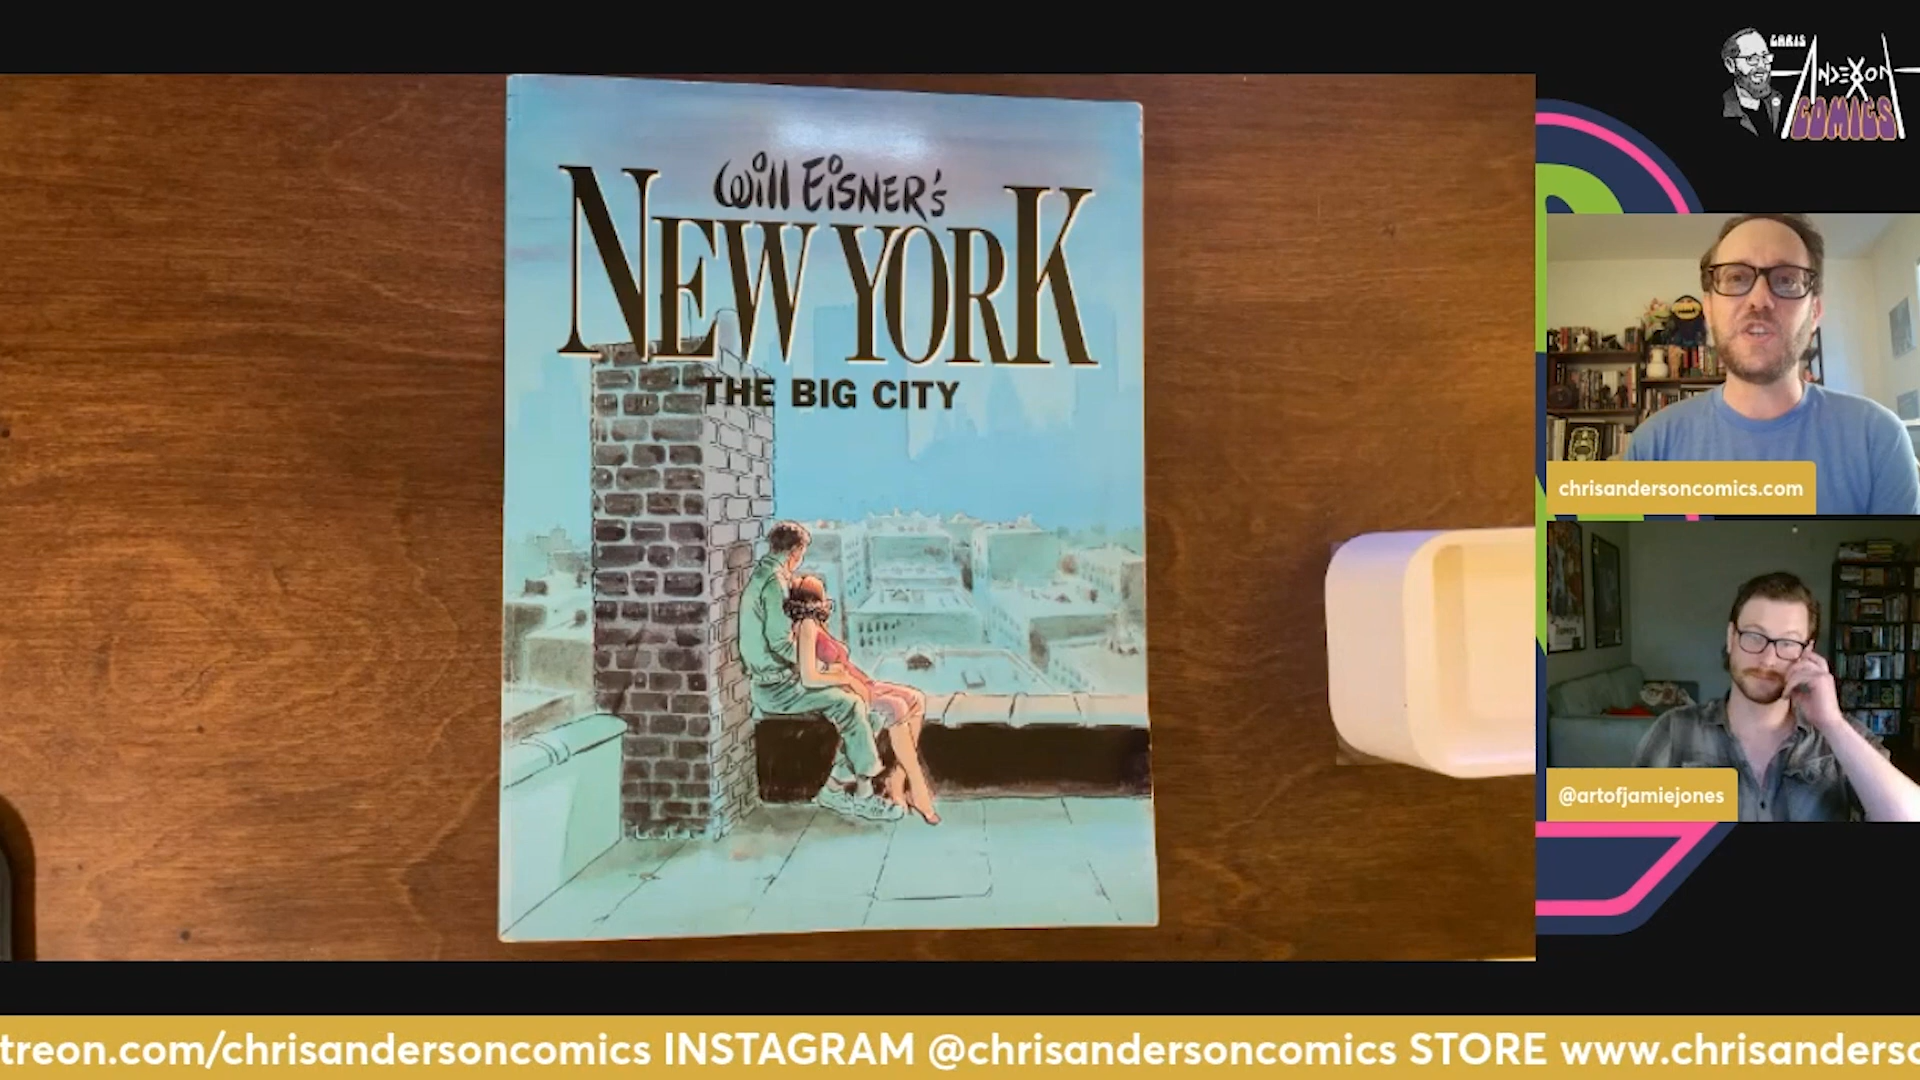 CHRIS
ANDERSON
COMICS
Will EiSNER's
NEW YORK
THE BIG CITY
chrisandersoncomics.com
@artofjamiejones
treon.com/chrisandersoncomics INSTAGRAM @chrisandersoncomics STORE www.chrisanderso